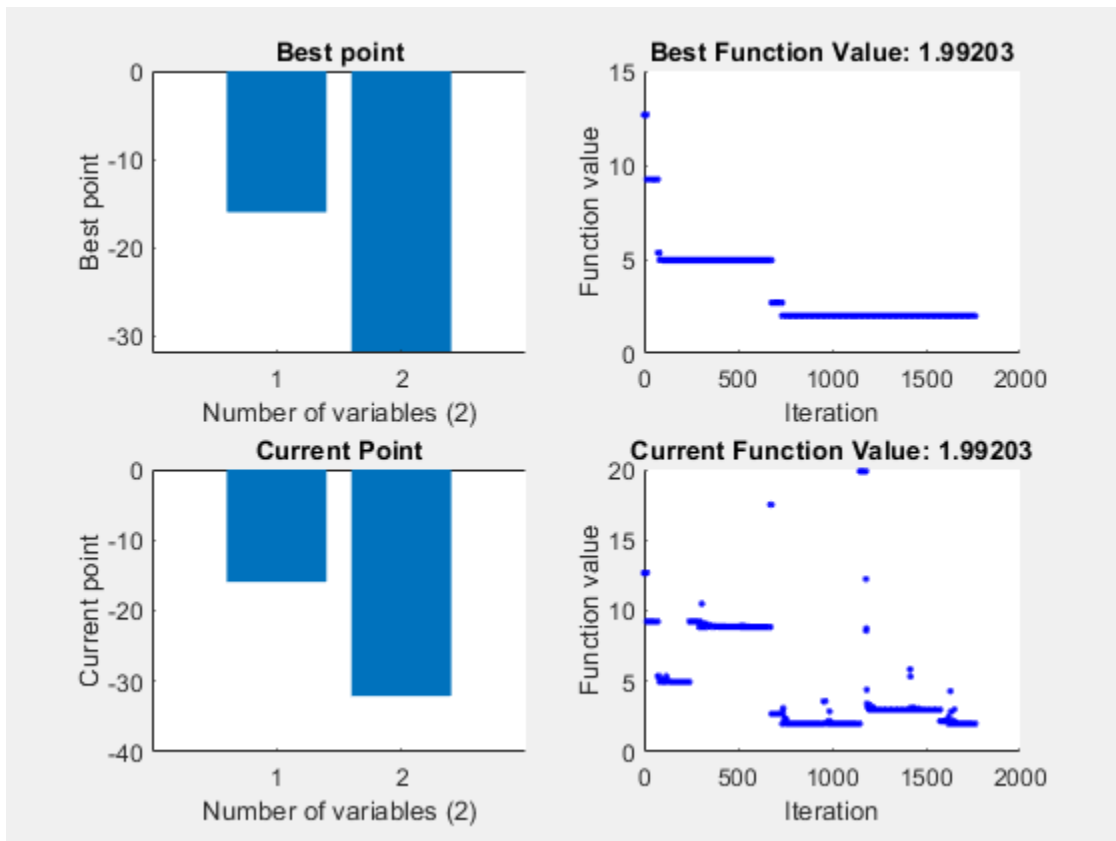 Best point
0
-10
-20
-30
Best point
1 2
Number of variables (2)
Best Function Value: 1.99203
15
10
5
0
Function value
0 500 1000 1500 2000
Iteration
Current Point
0
-10
-20
-30
-40
Current point
1 2
Number of variables (2)
Current Function Value: 1.99203
20
15
10
5
0
Function value
0 500 1000 1500 2000
Iteration